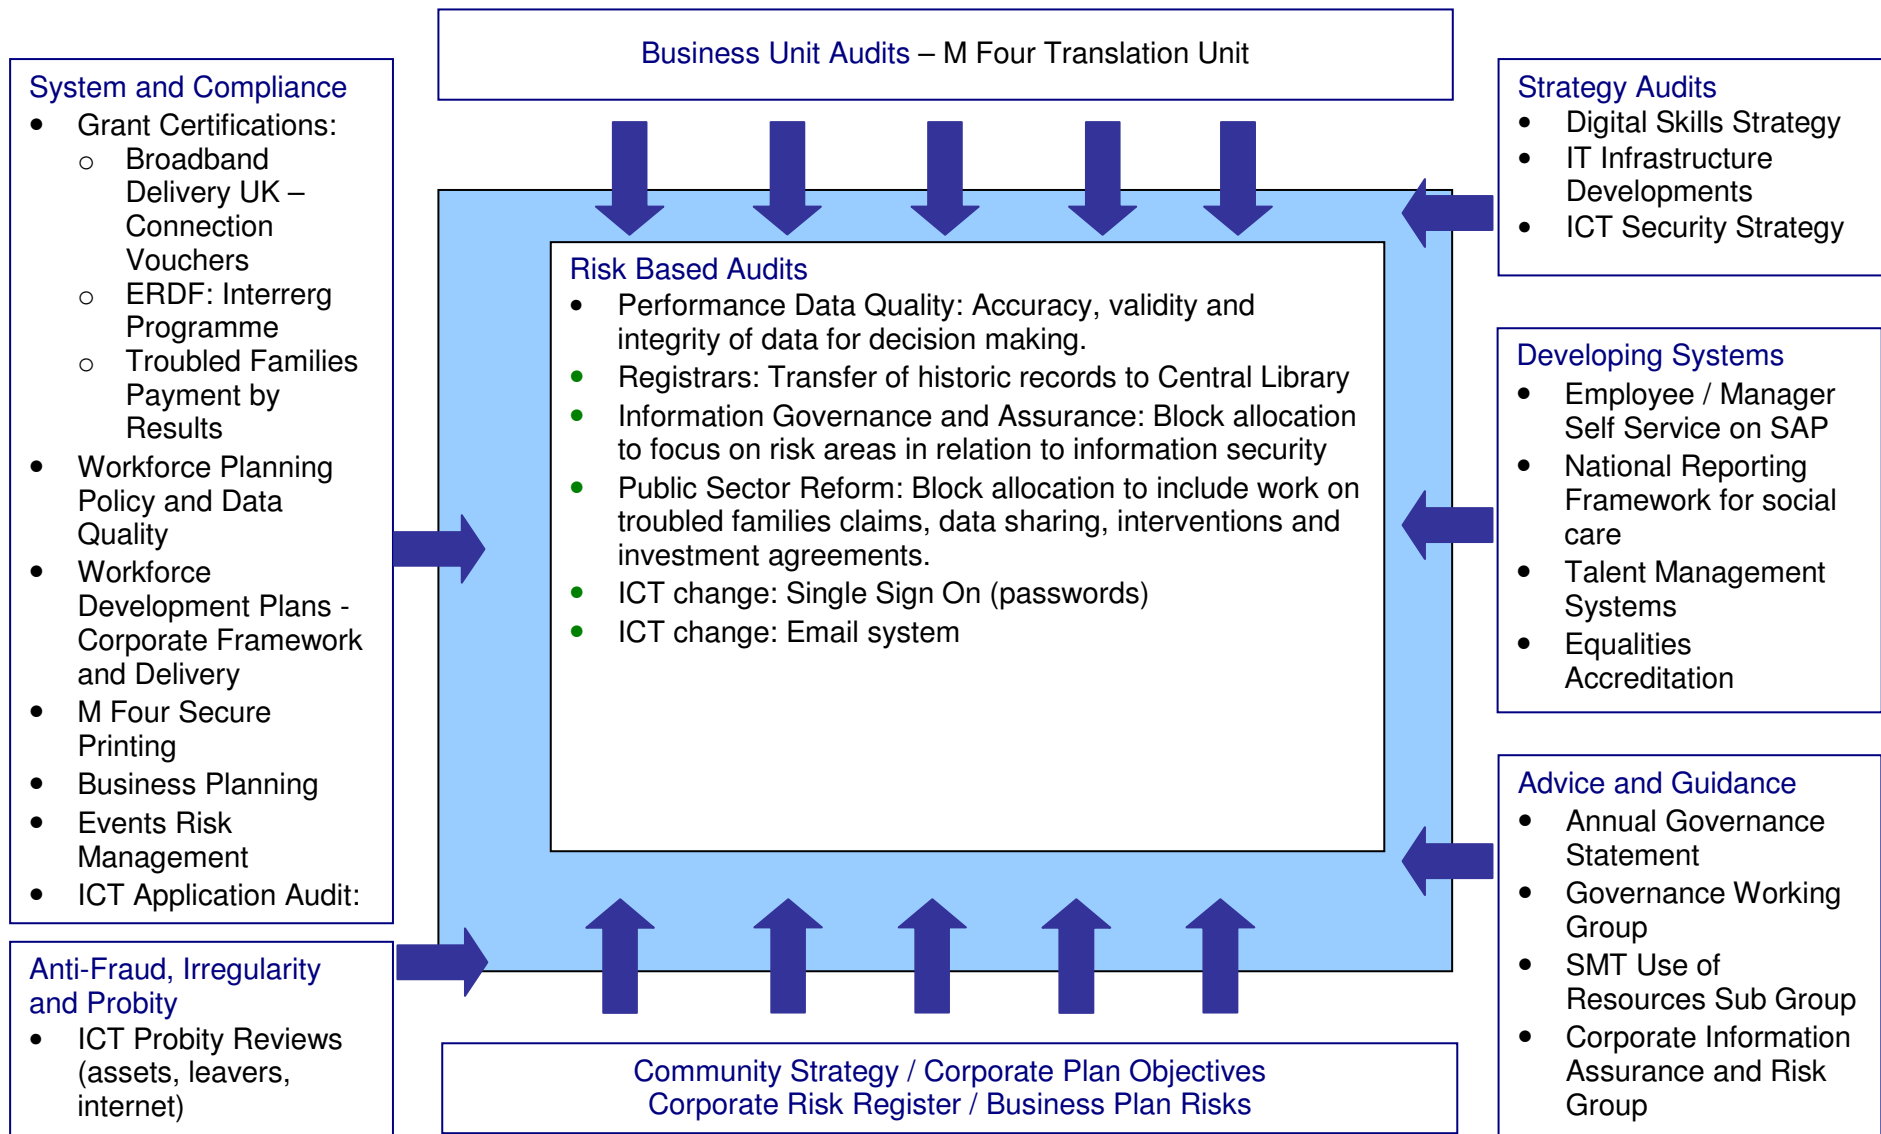 Business Unit Audits – M Four Translation Unit
System and Compliance
• Grant Certifications:
o Broadband
Delivery UK –
Connection
Vouchers
o ERDF: Interrerg
Programme
o Troubled Families
Payment by
Results
• Workforce Planning
Policy and Data
Quality
• Workforce
Development Plans -
Corporate Framework
and Delivery
• M Four Secure
Printing
• Business Planning
• Events Risk
Management
• ICT Application Audit:
Anti-Fraud, Irregularity
and Probity
• ICT Probity Reviews
(assets, leavers,
internet)
Risk Based Audits
• Performance Data Quality: Accuracy, validity and
integrity of data for decision making.
• Registrars: Transfer of historic records to Central Library
• Information Governance and Assurance: Block allocation
to focus on risk areas in relation to information security
• Public Sector Reform: Block allocation to include work on
troubled families claims, data sharing, interventions and
investment agreements.
• ICT change: Single Sign On (passwords)
• ICT change: Email system
Community Strategy / Corporate Plan Objectives
Corporate Risk Register / Business Plan Risks
Strategy Audits
• Digital Skills Strategy
• IT Infrastructure
Developments
• ICT Security Strategy
Developing Systems
• Employee / Manager
Self Service on SAP
• National Reporting
Framework for social
care
• Talent Management
Systems
• Equalities
Accreditation
Advice and Guidance
• Annual Governance
Statement
• Governance Working
Group
• SMT Use of
Resources Sub Group
• Corporate Information
Assurance and Risk
Group